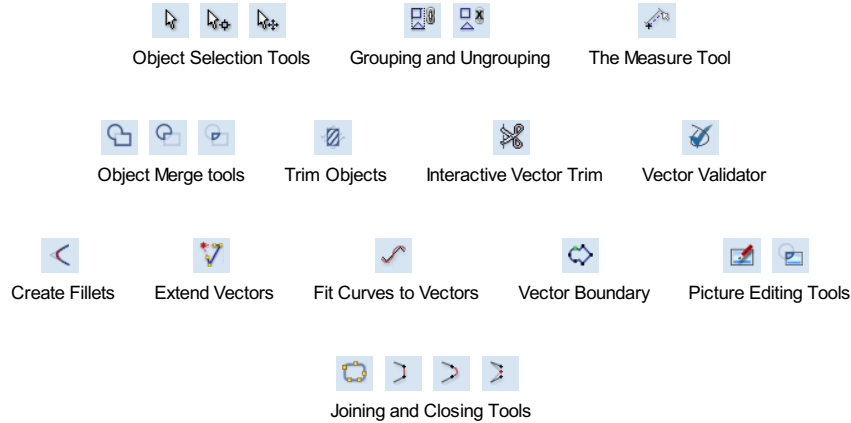 Object Selection Tools Grouping and Ungrouping The Measure Tool
Object Merge tools Trim Objects Interactive Vector Trim Vector Validator
Create Fillets Extend Vectors Fit Curves to Vectors Vector Boundary Picture Editing Tools
Joining and Closing Tools